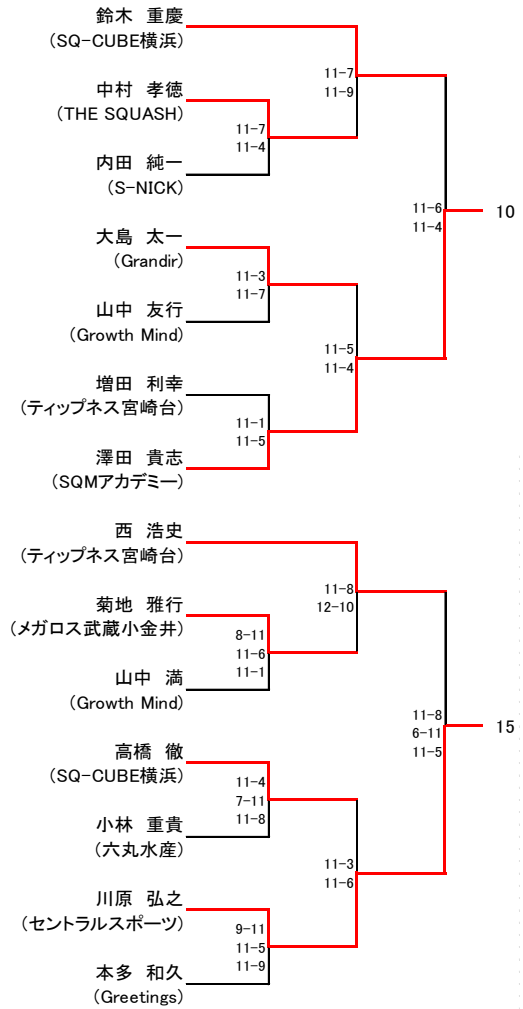 鈴木　重慶
(SQ-CUBE横浜)
11-7
11-9
中村　孝徳
(THE SQUASH)
11-7
11-4
内田　純一
(S-NICK)
11-6
11-4
10
大島　太一
(Grandir)
11-3
11-7
山中　友行
(Growth Mind)
11-5
11-4
増田　利幸
(ティップネス宮崎台)
11-1
11-5
澤田　貴志
(SQMアカデミー)
西　浩史
(ティップネス宮崎台)
11-8
12-10
菊地　雅行
(メガロス武蔵小金井)
8-11
11-6
11-1
山中　満
(Growth Mind)
11-8
6-11
11-5
15
高橋　徹
(SQ-CUBE横浜)
11-4
7-11
11-8
小林　重貴
(六丸水産)
11-3
11-6
川原　弘之
(セントラルスポーツ)
9-11
11-5
11-9
本多　和久
(Greetings)